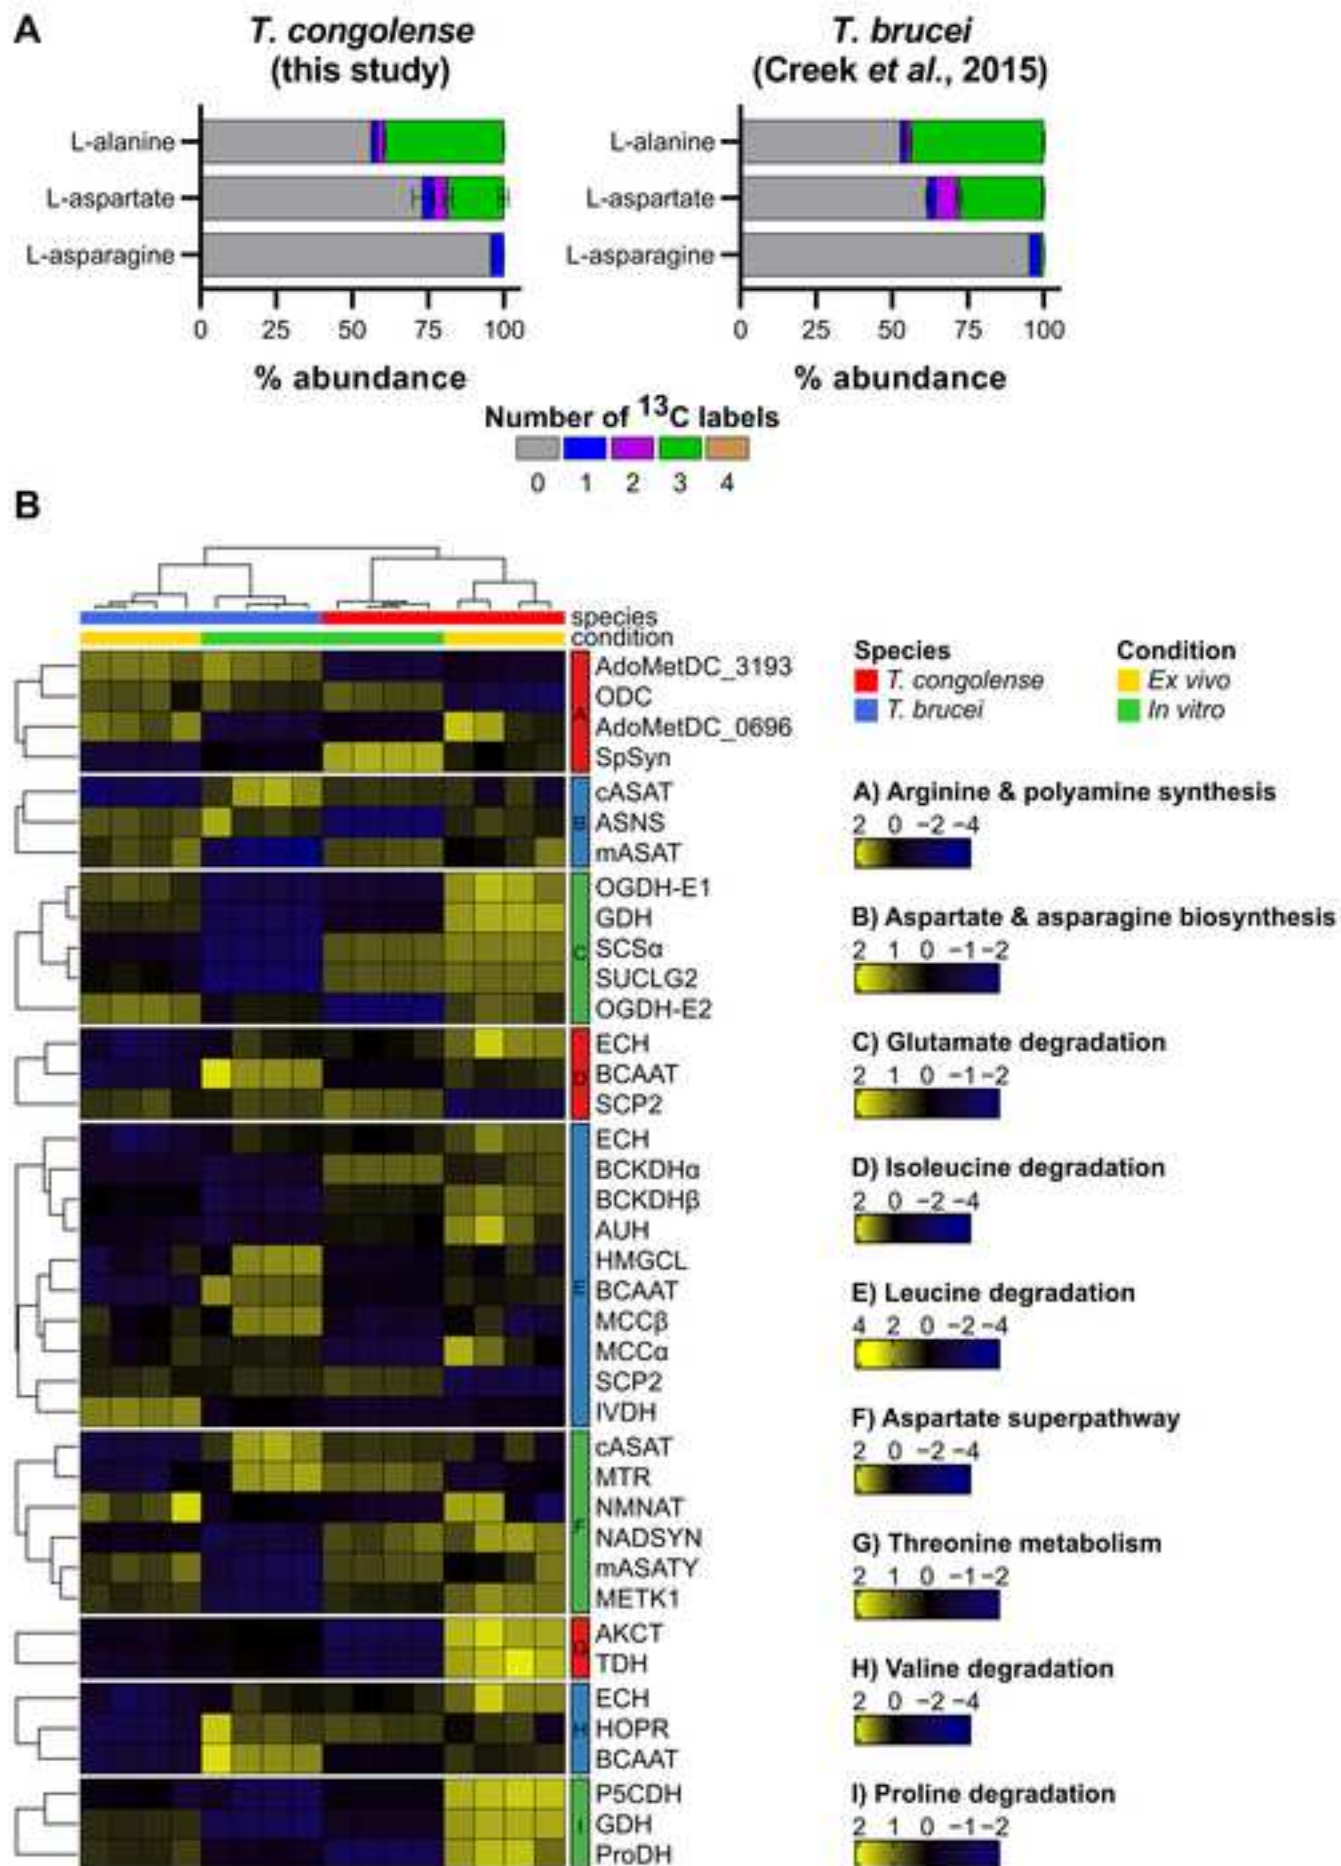 A
T. congolense
(this study)
T. brucei
(Creek et al., 2015)
L-alanine
L-aspartate
L-asparagine
0 25 50 75 100
% abundance
L-alanine
L-aspartate
L-asparagine
0 25 50 75 100
% abundance
Number of 13C labels
0 1 2 3 4
B
species
condition
AdoMetDC_3193
ODC
AdoMetDC_0696
SpSyn
A
cASAT
ASNS
mASAT
B
OGDH-E1
GDH
SCSα
SUCLG2
OGDH-E2
C
ECH
BCAAT
SCP2
D
ECH
BCKDHα
BCKDHβ
AUH
HMGCL
BCAAT
MCCβ
MCCα
SCP2
IVDH
E
cASAT
MTR
NMNAT
NADSYN
mASATY
METK1
F
AKCT
TDH
G
ECH
HOPR
BCAAT
H
P5CDH
GDH
ProDH
I
Species
T. congolense
T. brucei
Condition
Ex vivo
In vitro
A) Arginine & polyamine synthesis
2 0 −2 −4
B) Aspartate & asparagine biosynthesis
2 1 0 −1 −2
C) Glutamate degradation
2 1 0 −1 −2
D) Isoleucine degradation
2 0 −2 −4
E) Leucine degradation
4 2 0 −2 −4
F) Aspartate superpathway
2 0 −2 −4
G) Threonine metabolism
2 1 0 −1 −2
H) Valine degradation
2 0 −2 −4
I) Proline degradation
2 1 0 −1 −2